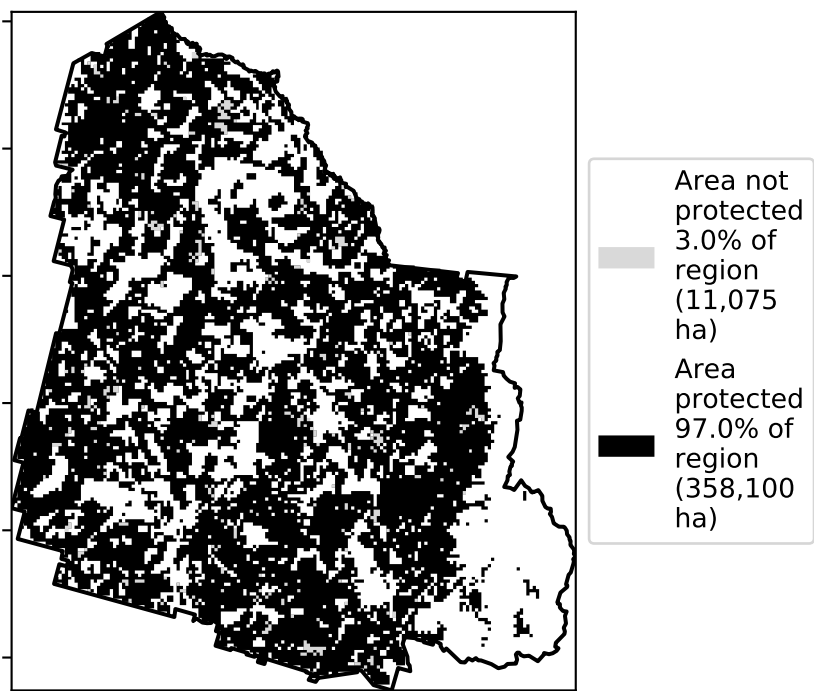 Area not
protected
3.0% of
region
(11,075
ha)
Area
protected
97.0% of
region
(358,100
ha)